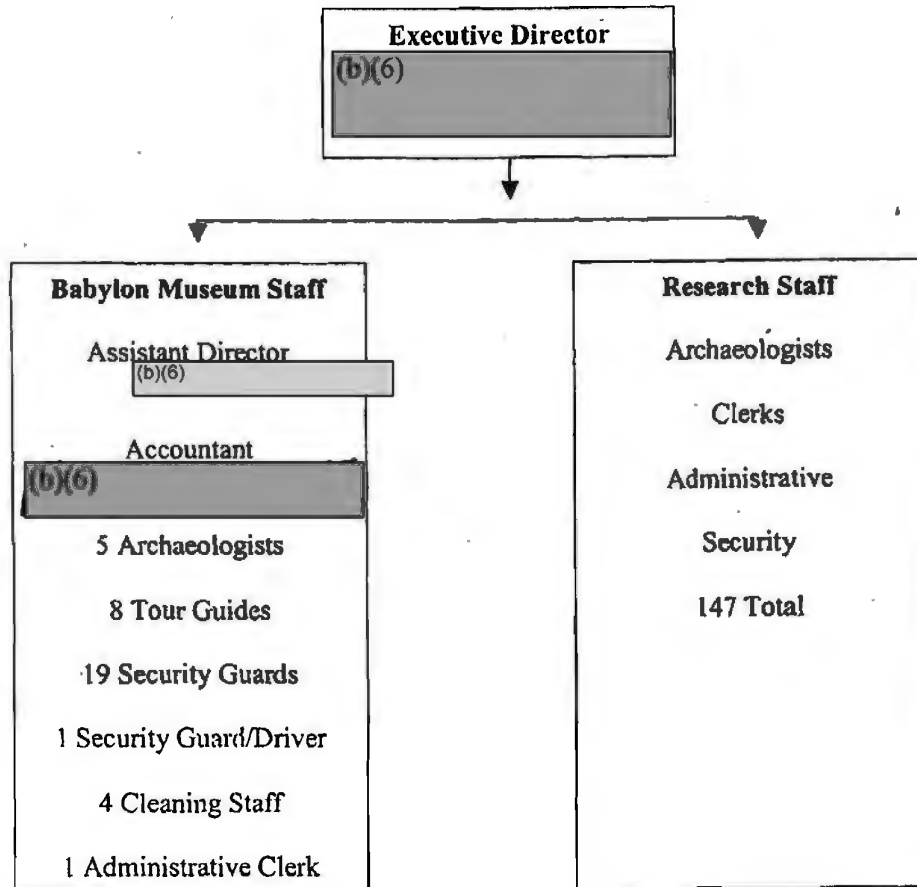 Executive Director
(b)(6)
Babylon Museum Staff
Assistant Director
(b)(6)
Accountant
(b)(6)
5 Archaeologists
8 Tour Guides
19 Security Guards
1 Security Guard/Driver
4 Cleaning Staff
1 Administrative Clerk
Research Staff
Archaeologists
Clerks
Administrative
Security
147 Total